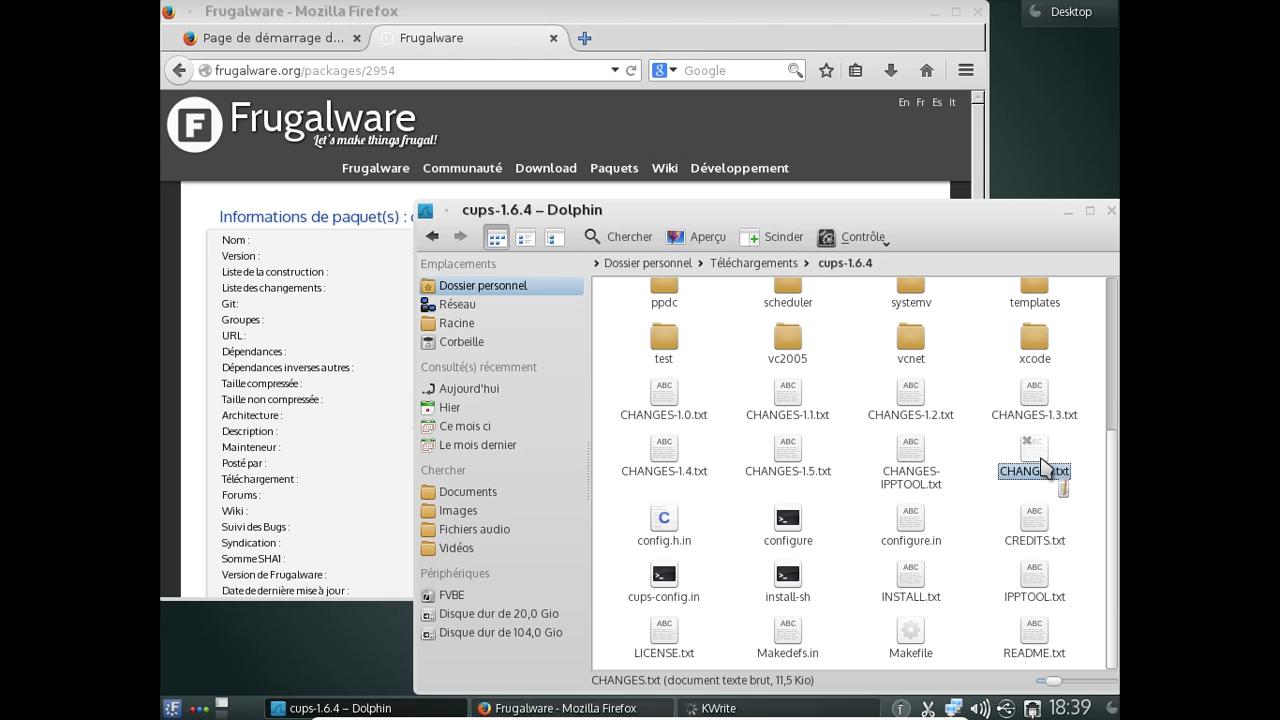 Frugalware - Mozilla Firefox
Desktop
Page de démarrage d...
Frugalware
frugalware.org/packages/2954
Google
En Fr Es It
Frugalware
Let's make things frugal!
Frugalware Communauté Download Paquets Wiki Développement
Informations de paquet(s) :
Nom :
Version :
Liste de la construction :
Liste des changements :
Git:
Groupes :
URL :
Dépendances :
Dépendances inverses autres :
Taille compressée :
Taille non compressée :
Architecture :
Description :
Mainteneur :
Posté par :
Téléchargement :
Forums :
Wiki :
Suivi des Bugs :
Syndication :
Somme SHA1 :
Version de Frugalware :
Date de dernière mise à jour :
cups-1.6.4 – Dolphin
Chercher Aperçu Scinder Contrôle
Emplacements
Dossier personnel
Réseau
Racine
Corbeille
Consulté(s) récemment
Aujourd'hui
Hier
Ce mois ci
Le mois dernier
Chercher
Documents
Images
Fichiers audio
Vidéos
Périphériques
FVBE
Disque dur de 20,0 Gio
Disque dur de 104,0 Gio
Dossier personnel Téléchargements cups-1.6.4
ppdc scheduler systemv templates
test vc2005 vcnet xcode
ABC ABC ABC ABC
CHANGES-1.0.txt CHANGES-1.1.txt CHANGES-1.2.txt CHANGES-1.3.txt
ABC ABC ABC
CHANGES-1.4.txt CHANGES-1.5.txt CHANGES-
IPPTOOL.txt
CHANGES.txt
C ABC ABC
config.h.in configure configure.in CREDITS.txt
ABC ABC
cups-config.in install-sh INSTALL.txt IPPTOOL.txt
ABC ABC ABC
LICENSE.txt Makedefs.in Makefile README.txt
CHANGES.txt (document texte brut, 11,5 Kio)
cups-1.6.4 – Dolphin
Frugalware - Mozilla Firefox
KWrite
18:39